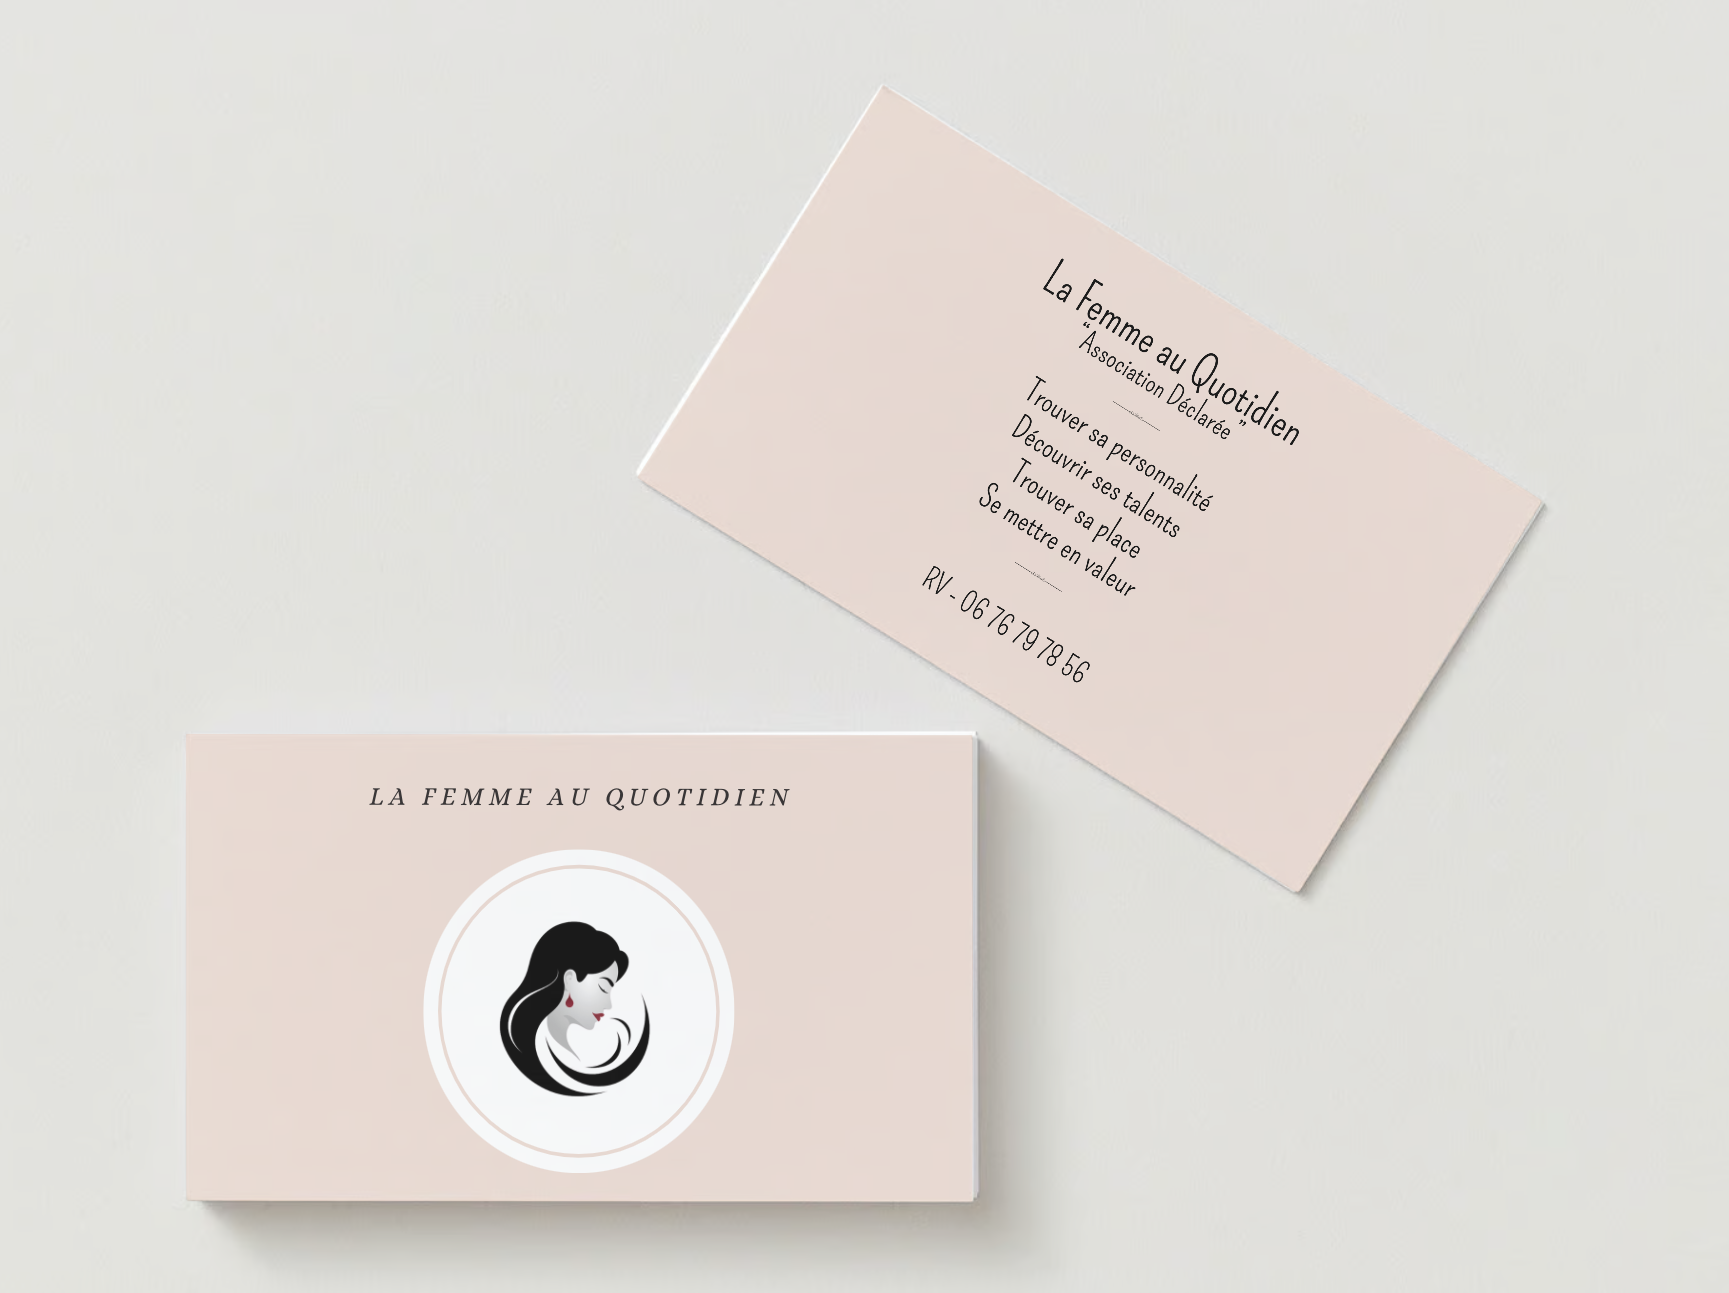 La Femme au Quotidien
“Association Déclarée ”
Trouver sa personnalité
Découvrir ses talents
Trouver sa place
Se mettre en valeur
RV - 06 76 79 78 56
LA FEMME AU QUOTIDIEN